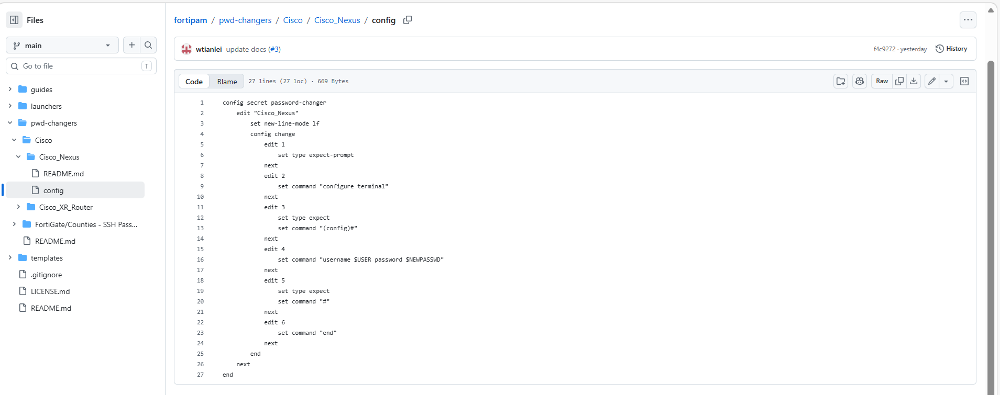 Files
main
Go to file
T
guides
launchers
pwd-changers
Cisco
Cisco_Nexus
README.md
config
Cisco_XR_Router
FortiGate/Counties - SSH Pass...
README.md
templates
.gitignore
LICENSE.md
README.md
fortipam / pwd-changers / Cisco / Cisco_Nexus / config
wtianlei update docs (#3)
f4c9272 · yesterday
History
Code Blame 27 lines (27 loc) · 669 Bytes
Raw
1 config secret password-changer
2 edit "Cisco_Nexus"
3 set new-line-mode lf
4 config change
5 edit 1
6 set type expect-prompt
7 next
8 edit 2
9 set command "configure terminal"
10 next
11 edit 3
12 set type expect
13 set command "(config)#"
14 next
15 edit 4
16 set command "username $USER password $NEWPASSWD"
17 next
18 edit 5
19 set type expect
20 set command "#"
21 next
22 edit 6
23 set command "end"
24 next
25 end
26 next
27 end